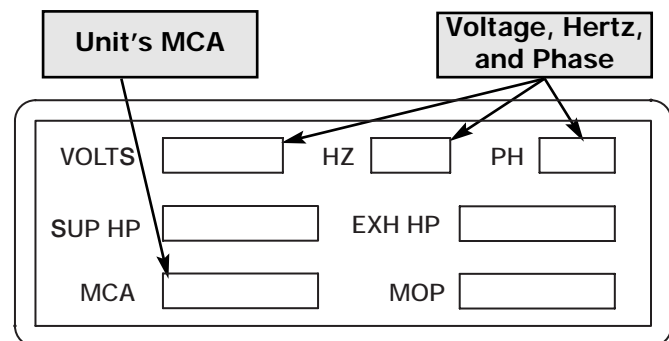 Unit's MCA
Voltage, Hertz,
and Phase
VOLTS HZ PH
SUP HP EXH HP
MCA MOP